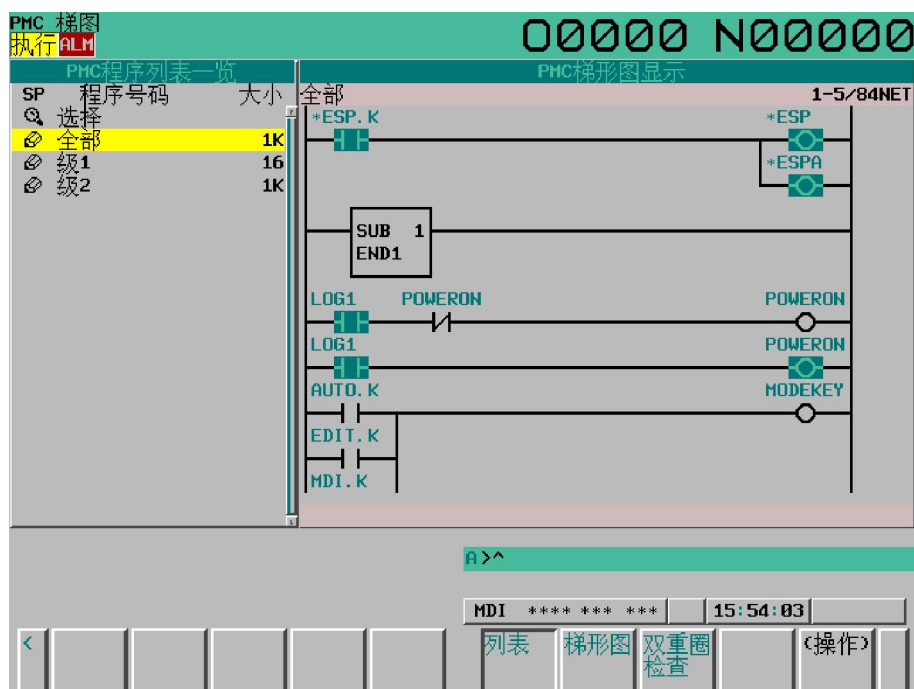 PMC 梯图
执行 ALM
O0000 N00000
PMC程序列表一览
SP 程序号码 大小
选择
全部 1K
级1 16
级2 1K
PMC梯形图显示
全部 1-5/84NET
*ESP.K *ESP
*ESPA
SUB 1
END1
LOG1 POWERON POWERON
LOG1 POWERON
AUTO.K MODEKEY
EDIT.K
MDI.K
A>^
MDI **** *** *** 15:54:03
< 列表 梯形图 双重圈 (操作)
检查